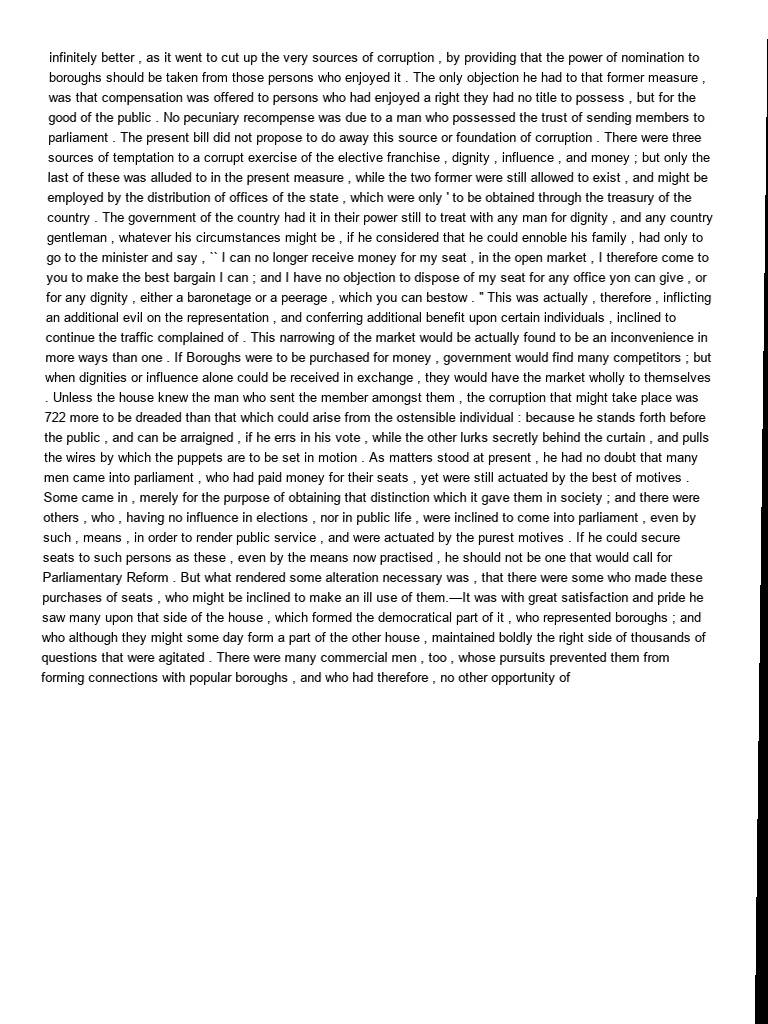 infinitely better , as it went to cut up the very sources of corruption , by providing that the power of nomination to
boroughs should be taken from those persons who enjoyed it . The only objection he had to that former measure ,
was that compensation was offered to persons who had enjoyed a right they had no title to possess , but for the
good of the public . No pecuniary recompense was due to a man who possessed the trust of sending members to
parliament . The present bill did not propose to do away this source or foundation of corruption . There were three
sources of temptation to a corrupt exercise of the elective franchise , dignity , influence , and money ; but only the
last of these was alluded to in the present measure , while the two former were still allowed to exist , and might be
employed by the distribution of offices of the state , which were only ' to be obtained through the treasury of the
country . The government of the country had it in their power still to treat with any man for dignity , and any country
gentleman , whatever his circumstances might be , if he considered that he could ennoble his family , had only to
go to the minister and say , `` I can no longer receive money for my seat , in the open market , I therefore come to
you to make the best bargain I can ; and I have no objection to dispose of my seat for any office yon can give , or
for any dignity , either a baronetage or a peerage , which you can bestow . " This was actually , therefore , inflicting
an additional evil on the representation , and conferring additional benefit upon certain individuals , inclined to
continue the traffic complained of . This narrowing of the market would be actually found to be an inconvenience in
more ways than one . If Boroughs were to be purchased for money , government would find many competitors ; but
when dignities or influence alone could be received in exchange , they would have the market wholly to themselves
. Unless the house knew the man who sent the member amongst them , the corruption that might take place was
722 more to be dreaded than that which could arise from the ostensible individual : because he stands forth before
the public , and can be arraigned , if he errs in his vote , while the other lurks secretly behind the curtain , and pulls
the wires by which the puppets are to be set in motion . As matters stood at present , he had no doubt that many
men came into parliament , who had paid money for their seats , yet were still actuated by the best of motives .
Some came in , merely for the purpose of obtaining that distinction which it gave them in society ; and there were
others , who , having no influence in elections , nor in public life , were inclined to come into parliament , even by
such , means , in order to render public service , and were actuated by the purest motives . If he could secure
seats to such persons as these , even by the means now practised , he should not be one that would call for
Parliamentary Reform . But what rendered some alteration necessary was , that there were some who made these
purchases of seats , who might be inclined to make an ill use of them.—It was with great satisfaction and pride he
saw many upon that side of the house , which formed the democratical part of it , who represented boroughs ; and
who although they might some day form a part of the other house , maintained boldly the right side of thousands of
questions that were agitated . There were many commercial men , too , whose pursuits prevented them from
forming connections with popular boroughs , and who had therefore , no other opportunity of